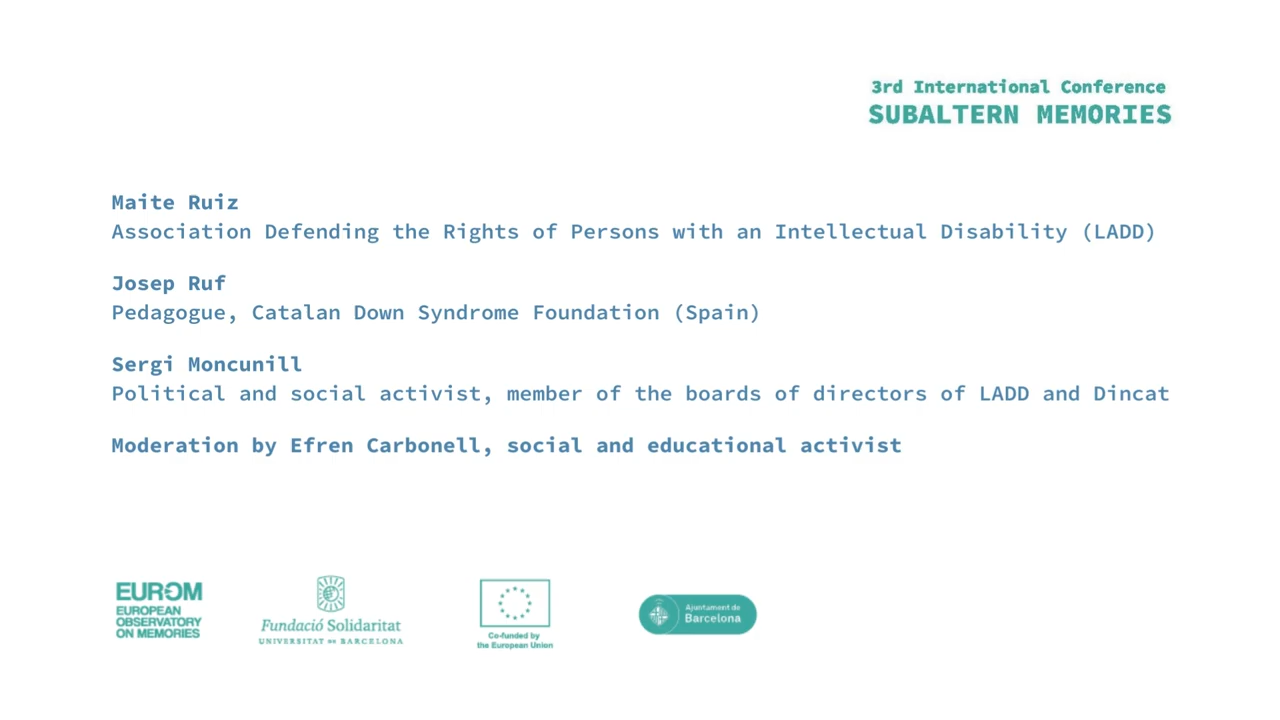 3rd International Conference
SUBALTERN MEMORIES
Maite Ruiz
Association Defending the Rights of Persons with an Intellectual Disability (LADD)
Josep Ruf
Pedagogue, Catalan Down Syndrome Foundation (Spain)
Sergi Moncunill
Political and social activist, member of the boards of directors of LADD and Dincat
Moderation by Efren Carbonell, social and educational activist
EUROM
EUROPEAN
OBSERVATORY
ON MEMORIES
Fundació Solidaritat
UNIVERSITAT DE BARCELONA
Co-funded by
the European Union
Ajuntament de
Barcelona